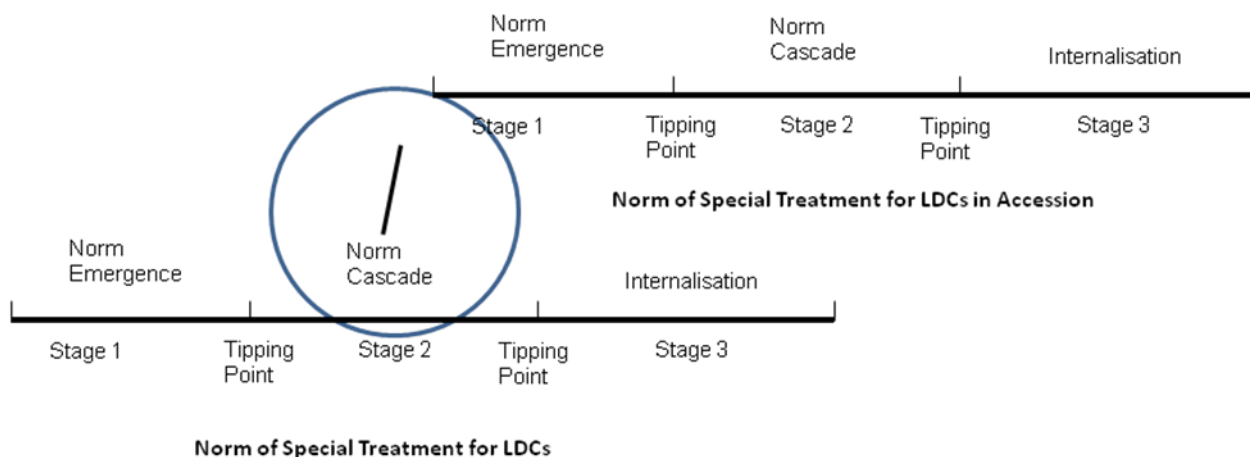 Norm
Emergence
Norm
Cascade
Internalisation
Stage 1
Tipping
Point
Stage 2
Tipping
Point
Stage 3
Norm of Special Treatment for LDCs in Accession
Norm
Emergence
Norm
Cascade
Internalisation
Stage 1
Tipping
Point
Stage 2
Tipping
Point
Stage 3
Norm of Special Treatment for LDCs